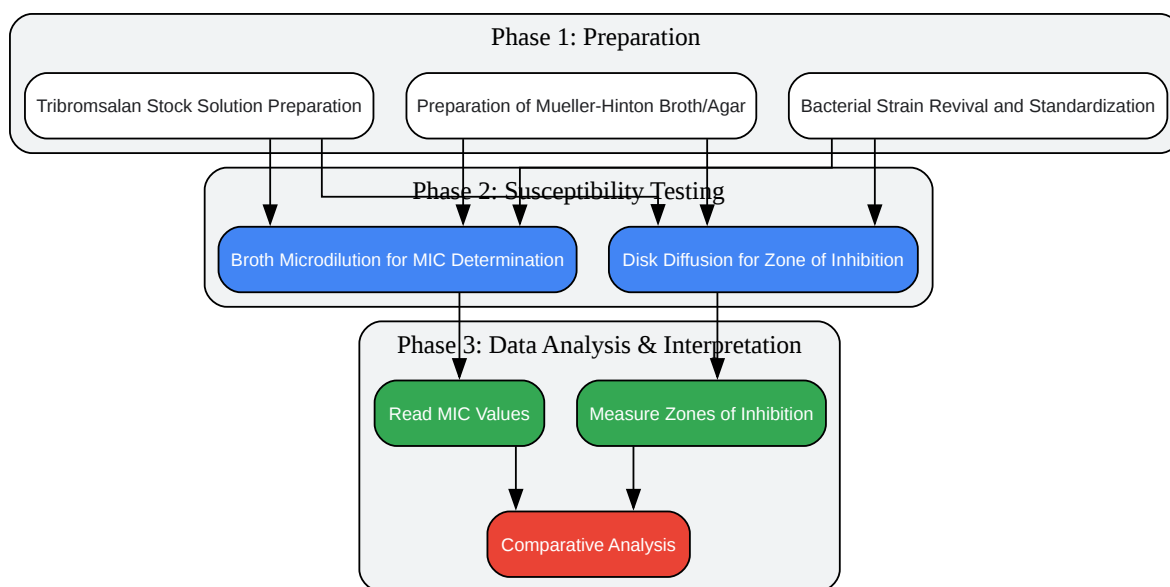 Phase 1: Preparation
Tribromsalan Stock Solution Preparation
Preparation of Mueller-Hinton Broth/Agar
Bacterial Strain Revival and Standardization
Phase 2: Susceptibility Testing
Broth Microdilution for MIC Determination
Disk Diffusion for Zone of Inhibition
Phase 3: Data Analysis & Interpretation
Read MIC Values
Measure Zones of Inhibition
Comparative Analysis